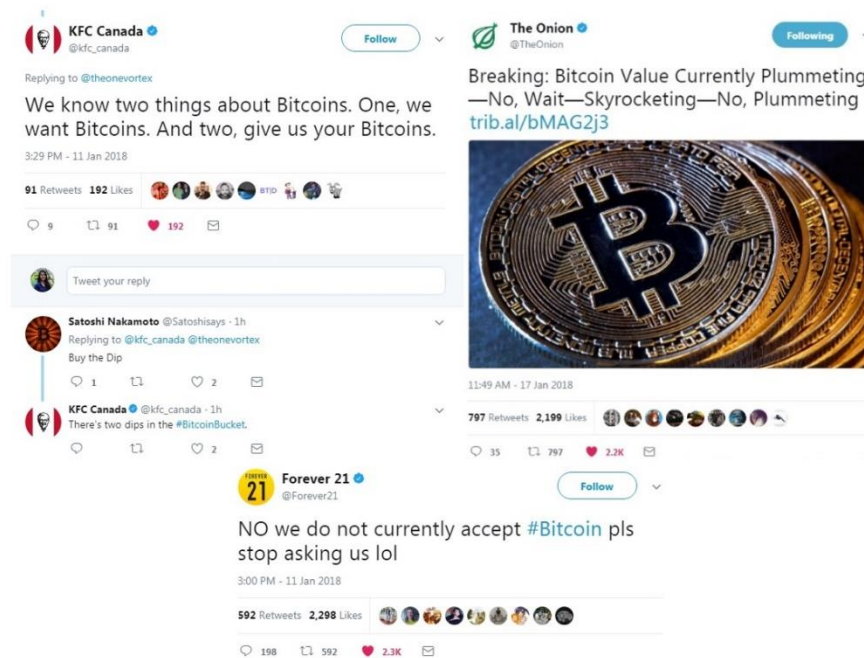 KFC Canada
@kfc_canada
Follow
Replying to @theonevortex
We know two things about Bitcoins. One, we
want Bitcoins. And two, give us your Bitcoins.
3:29 PM - 11 Jan 2018
91 Retweets 192 Likes
BTID
9 91 192
Tweet your reply
Satoshi Nakamoto @Satoshisays · 1h
Replying to @kfc_canada @theonevortex
Buy the Dip
1 2
KFC Canada @kfc_canada · 1h
There's two dips in the #BitcoinBucket.
2
The Onion
@TheOnion
Following
Breaking: Bitcoin Value Currently Plummeting
—No, Wait—Skyrocketing—No, Plummeting
trib.al/bMAG2j3
11:49 AM - 17 Jan 2018
797 Retweets 2,199 Likes
35 797 2.2K
FOREVER
21
Forever 21
@Forever21
Follow
NO we do not currently accept #Bitcoin pls
stop asking us lol
3:00 PM - 11 Jan 2018
592 Retweets 2,298 Likes
198 592 2.3K